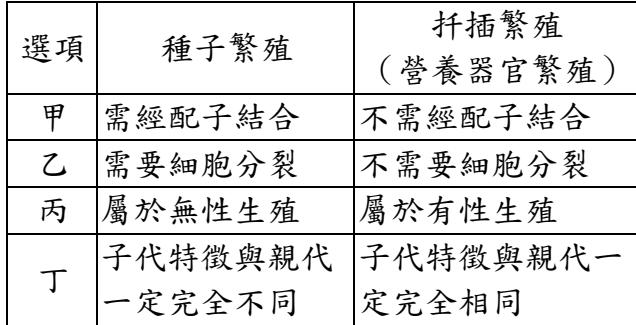 選項 種子繁殖 扦插繁殖
（營養器官繁殖）
甲 需經配子結合 不需經配子結合
乙 需要細胞分裂 不需要細胞分裂
丙 屬於無性生殖 屬於有性生殖
丁 子代特徵與親代一定完全不同 子代特徵與親代一定完全相同